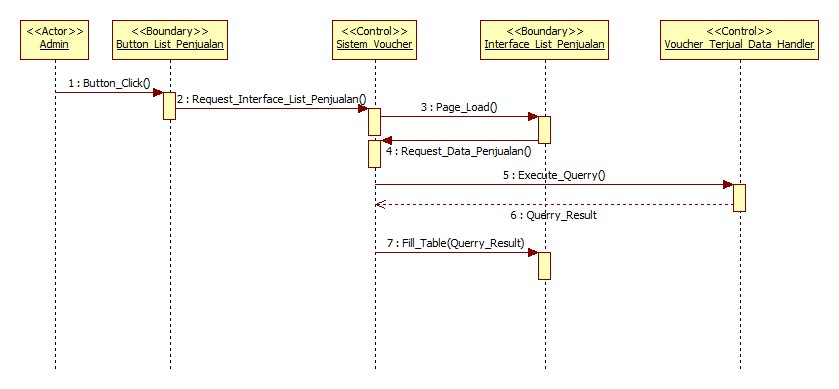 <<Actor>>
Admin
<<Boundary>>
Button_List_Penjualan
<<Control>>
Sistem_Voucher
<<Boundary>>
Interface_List_Penjualan
<<Control>>
Voucher_Terjual_Data_Handler
1 : Button_Click()
2 : Request_Interface_List_Penjualan()
3 : Page_Load()
4 : Request_Data_Penjualan()
5 : Execute_Querry()
6 : Querry_Result
7 : Fill_Table(Querry_Result)